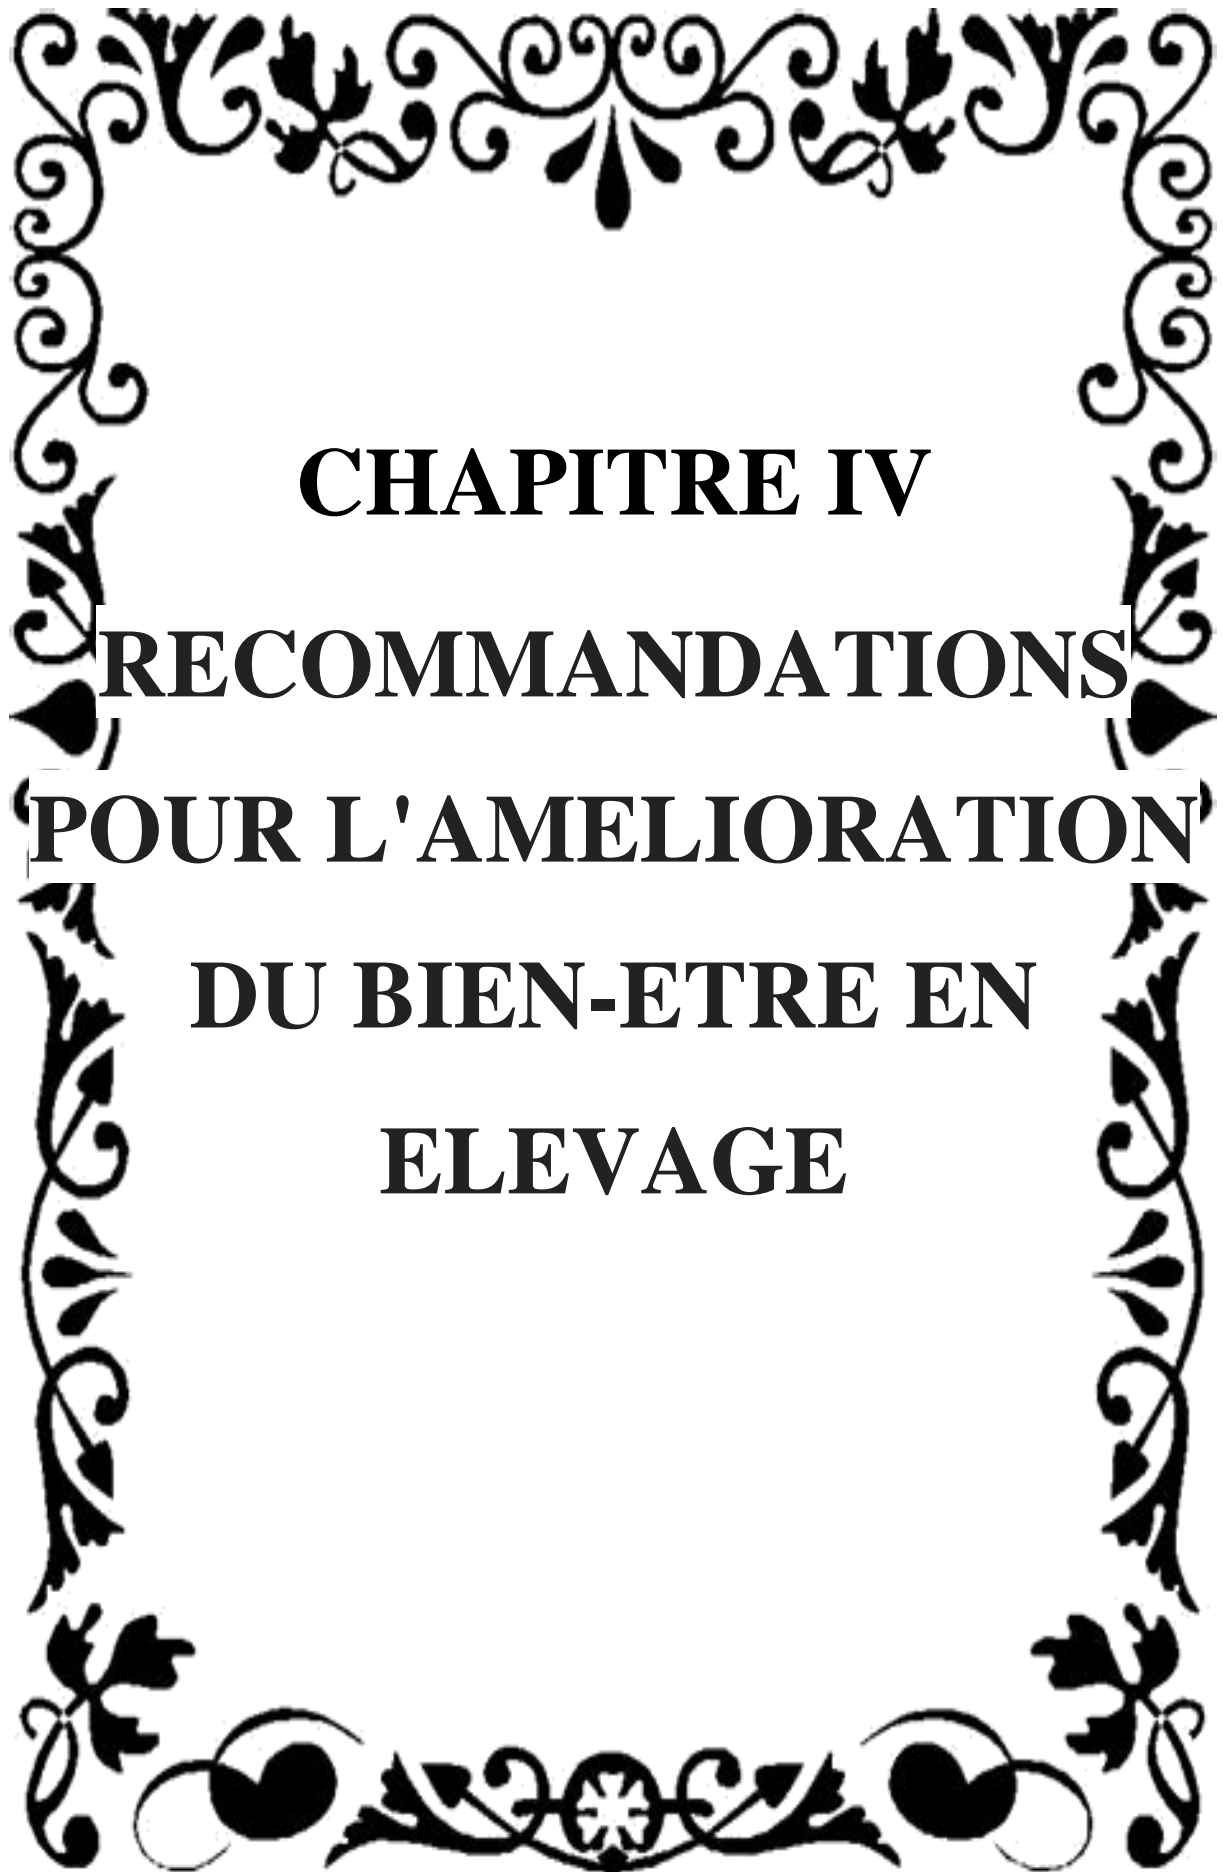 CHAPITRE IV
RECOMMANDATIONS
POUR L'AMELIORATION
DU BIEN-ETRE EN
ELEVAGE